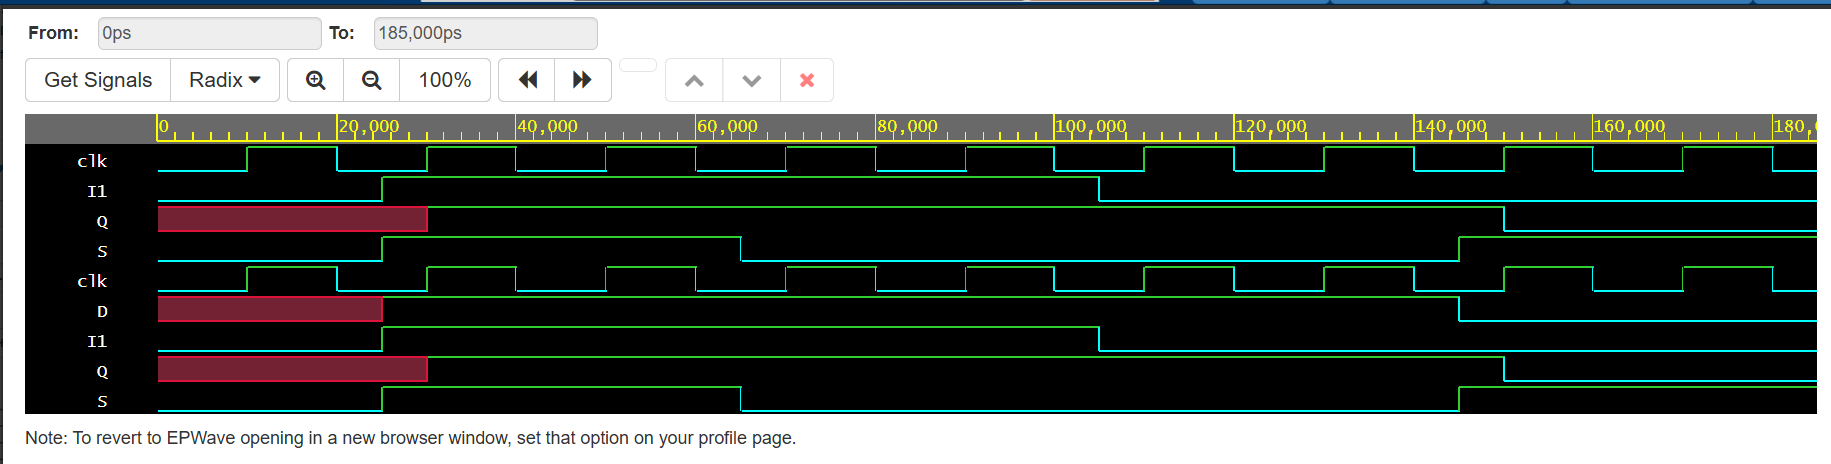 From: 0ps To: 185,000ps
Get Signals Radix 100%
0 20,000 40,000 60,000 80,000 100,000 120,000 140,000 160,000 180,
clk
I1
Q
S
clk
D
I1
Q
S
Note: To revert to EPWave opening in a new browser window, set that option on your profile page.